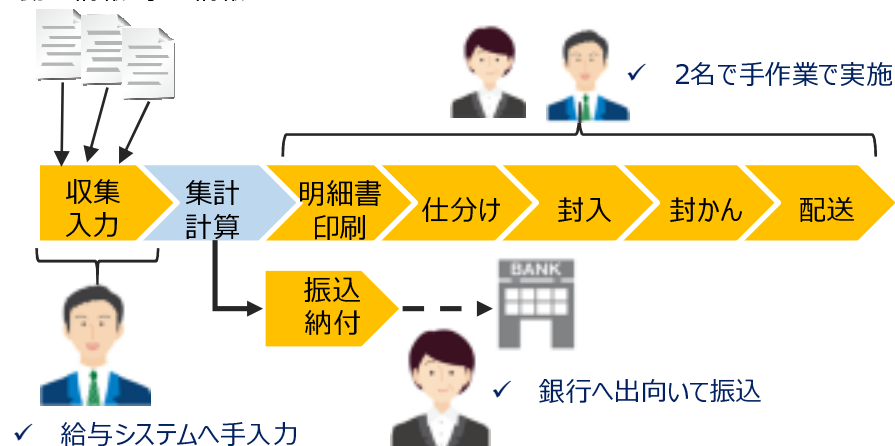 ✓ 2名で手作業で実施
収集
入力
集計
計算
明細書
印刷
仕分け
封入
封かん
配送
振込
納付
BANK
✓ 銀行へ出向いて振込
✓ 給与システムへ手入力